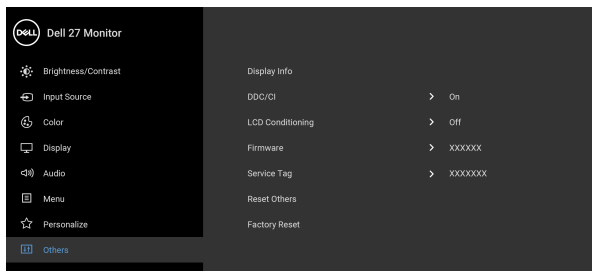 DELL Dell 27 Monitor
Brightness/Contrast
Input Source
Color
Display
Audio
Menu
Personalize
Others
Display Info
DDC/CI > On
LCD Conditioning > Off
Firmware > XXXXXX
Service Tag > XXXXXXX
Reset Others
Factory Reset